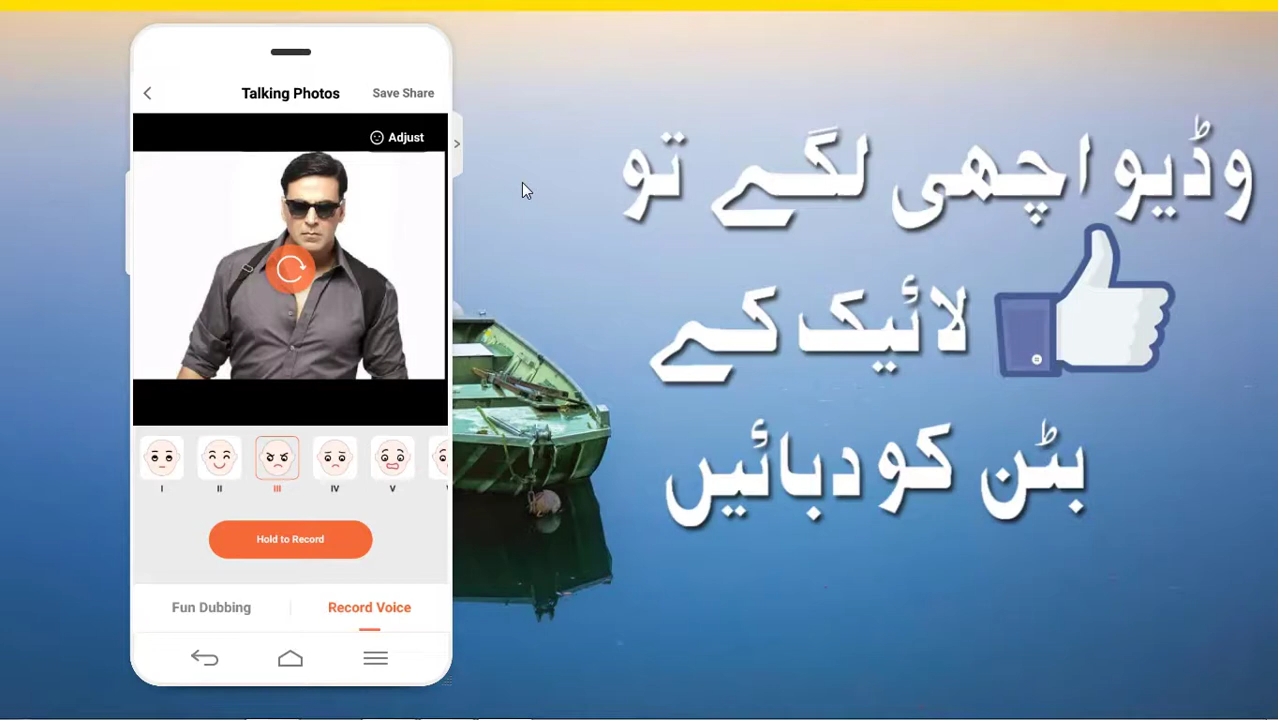 Talking Photos
Save Share
Adjust
I
II
III
IV
V
Hold to Record
Fun Dubbing
Record Voice
وڈیو اچھی لگے تو
لائیک کے
بٹن کو دبائیں